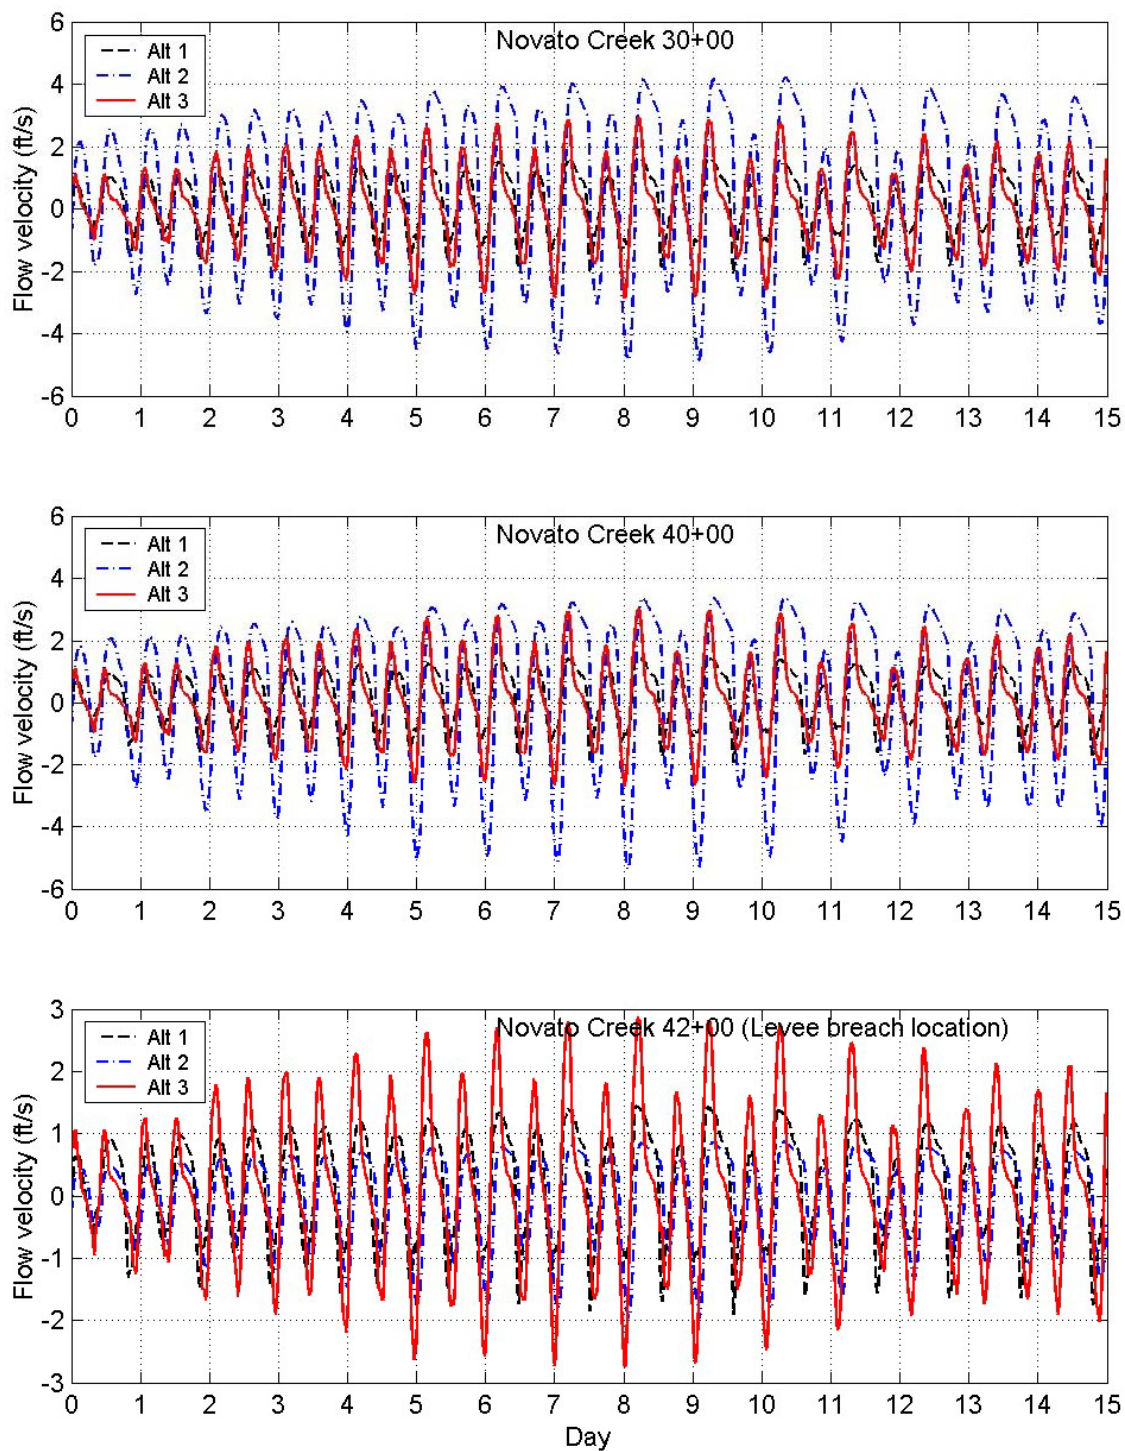 Novato Creek 30+00
Alt 1
Alt 2
Alt 3
Flow velocity (ft/s)
6
4
2
0
-2
-4
-6
0 1 2 3 4 5 6 7 8 9 10 11 12 13 14 15
Novato Creek 40+00
Alt 1
Alt 2
Alt 3
Flow velocity (ft/s)
6
4
2
0
-2
-4
-6
0 1 2 3 4 5 6 7 8 9 10 11 12 13 14 15
Novato Creek 42+00 (Levee breach location)
Alt 1
Alt 2
Alt 3
Flow velocity (ft/s)
3
2
1
0
-1
-2
-3
0 1 2 3 4 5 6 7 8 9 10 11 12 13 14 15
Day